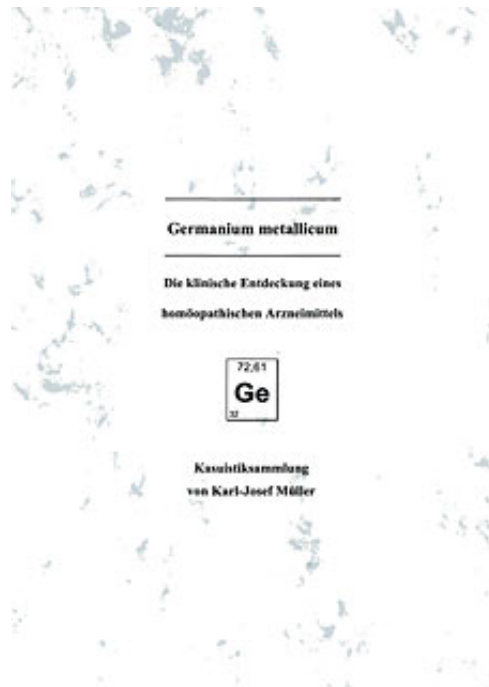 Germanium metallicum
Die klinische Entdeckung eines
homöopathischen Arzneimittels
72,61
Ge
32
Kasuistiksammlung
von Karl-Josef Müller